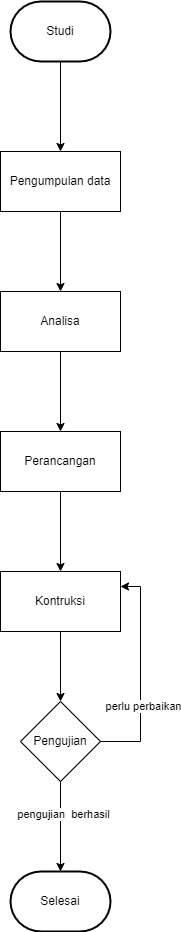 Studi
Pengumpulan data
Analisa
Perancangan
Kontruksi
perlu perbaikan
Pengujian
pengujian berhasil
Selesai